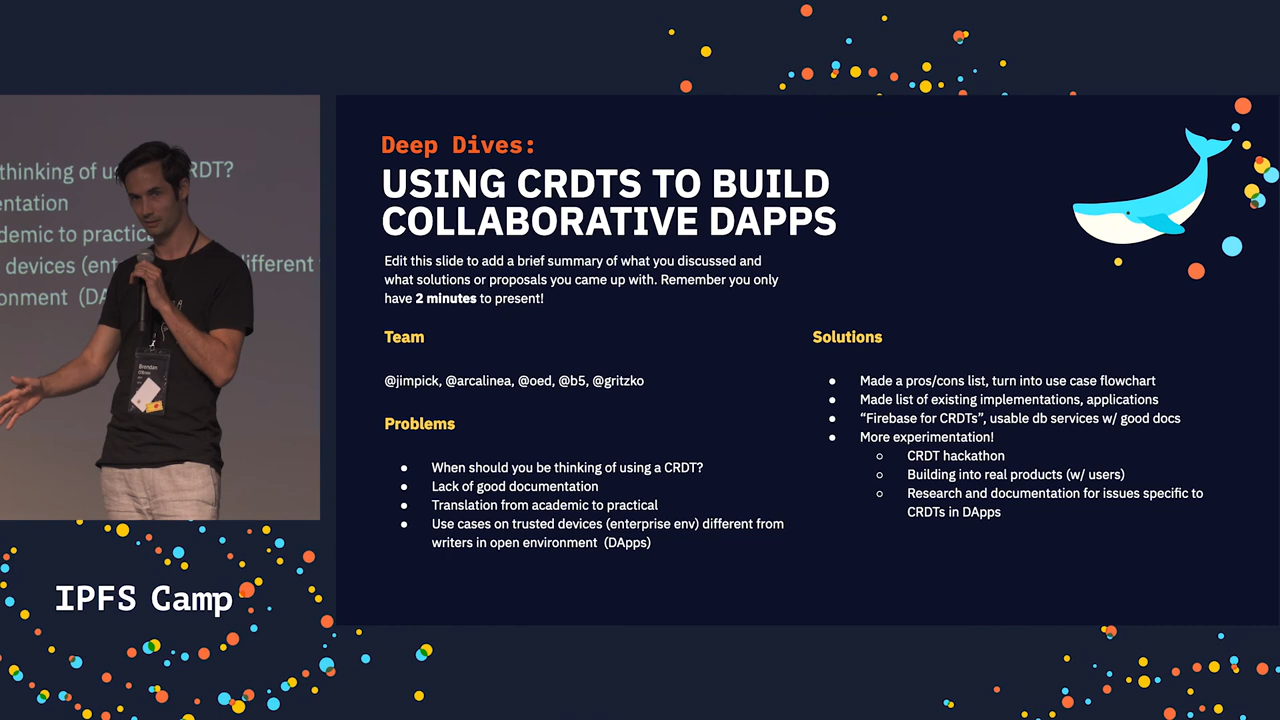 thinking of u RDT?
entation
demic to practica
devices (ent different
onment (DA
Brendan
O'Brien
IPFS Camp
Deep Dives:
USING CRDTS TO BUILD
COLLABORATIVE DAPPS
Edit this slide to add a brief summary of what you discussed and
what solutions or proposals you came up with. Remember you only
have 2 minutes to present!
Team
@jimpick, @arcalinea, @oed, @b5, @gritzko
Problems
● When should you be thinking of using a CRDT?
● Lack of good documentation
● Translation from academic to practical
● Use cases on trusted devices (enterprise env) different from
writers in open environment (DApps)
Solutions
● Made a pros/cons list, turn into use case flowchart
● Made list of existing implementations, applications
● “Firebase for CRDTs”, usable db services w/ good docs
● More experimentation!
○ CRDT hackathon
○ Building into real products (w/ users)
○ Research and documentation for issues specific to
CRDTs in DApps